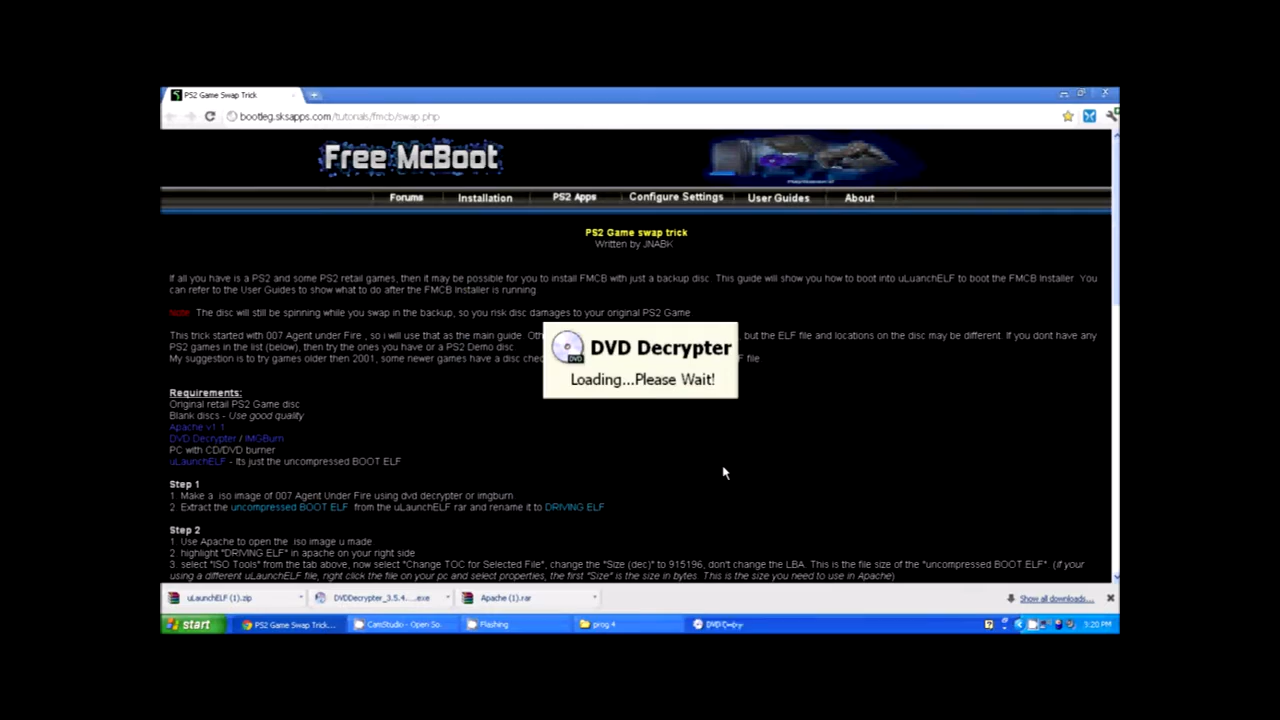 PS2 Game Swap Trick
bootleg.sksapps.com/tutorials/fmcb/swap.php
Free McBoot
Forums Installation PS2 Apps Configure Settings User Guides About
PS2 Game swap trick
Written by JNABK
If all you have is a PS2 and some PS2 retail games, then it may be possible for you to install FMCB with just a backup disc. This guide will show you how to boot into uLuanchELF to boot the FMCB Installer. You
can refer to the User Guides to show what to do after the FMCB Installer is running
Note: The disc will still be spinning while you swap in the backup, so you risk disc damages to your original PS2 Game
This trick started with 007 Agent under Fire , so i will use that as the main guide. but the ELF file and locations on the disc may be different. If you dont have any
PS2 games in the list (below), then try the ones you have or a PS2 Demo disc
My suggestion is to try games older then 2001, some newer games have a disc file
DVD Decrypter
Loading...Please Wait!
Requirements:
Original retail PS2 Game disc
Blank discs - Use good quality
Apache v1.1
DVD Decrypter / IMGBurn
PC with CD/DVD burner
uLaunchELF - Its just the uncompressed BOOT ELF
Step 1
1. Make a .iso image of 007 Agent Under Fire using dvd decrypter or imgburn
2. Extract the uncompressed BOOT ELF from the uLaunchELF rar and rename it to DRIVING ELF
Step 2
1. Use Apache to open the .iso image u made
2. highlight "DRIVING ELF" in apache on your right side
3. select "ISO Tools" from the tab above, now select "Change TOC for Selected File", change the "Size (dec)" to 915196, don't change the LBA. This is the file size of the "uncompressed BOOT ELF". (if your
using a different uLaunchELF file, right click the file on your pc and select properties, the first "Size" is the size in bytes. This is the size you need to use in Apache)
uLaunchELF (1).zip DVDDecrypter_3.5.4....exe Apache (1).rar Show all downloads...
start PS2 Game Swap Trick... CamStudio - Open So... Flashing prog 4 3:20 PM